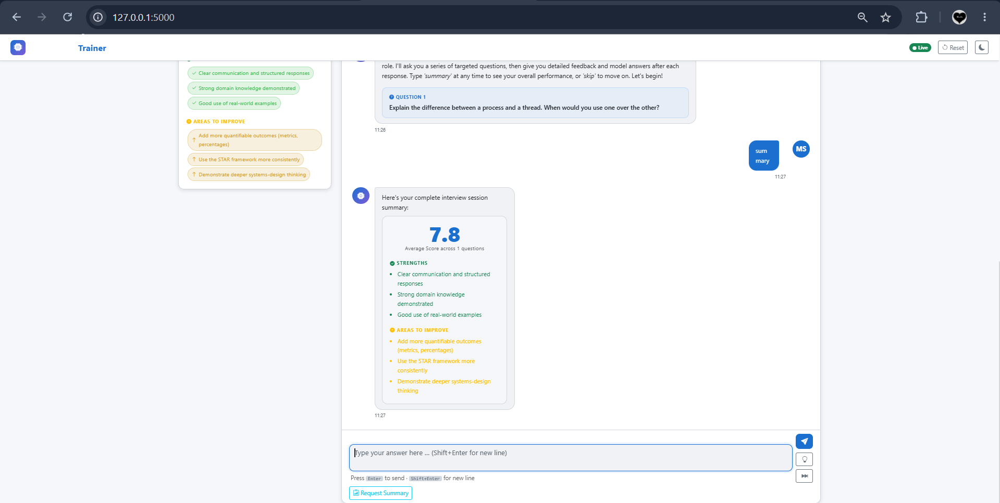 127.0.0.1:5000
Trainer
Live
Reset
Clear communication and structured responses
Strong domain knowledge demonstrated
Good use of real-world examples
AREAS TO IMPROVE
Add more quantifiable outcomes (metrics,
percentages)
Use the STAR framework more consistently
Demonstrate deeper systems-design thinking
role. I'll ask you a series of targeted questions, then give you detailed feedback and model answers after each
response. Type 'summary' at any time to see your overall performance, or 'skip' to move on. Let's begin!
QUESTION 1
Explain the difference between a process and a thread. When would you use one over the other?
11:26
sum
mary
MS
11:27
Here's your complete interview session
summary:
7.8
Average Score across 1 questions
STRENGTHS
Clear communication and structured
responses
Strong domain knowledge
demonstrated
Good use of real-world examples
AREAS TO IMPROVE
Add more quantifiable outcomes
(metrics, percentages)
Use the STAR framework more
consistently
Demonstrate deeper systems-design
thinking
11:27
Type your answer here ... (Shift+Enter for new line)
Press Enter to send · Shift+Enter for new line
Request Summary